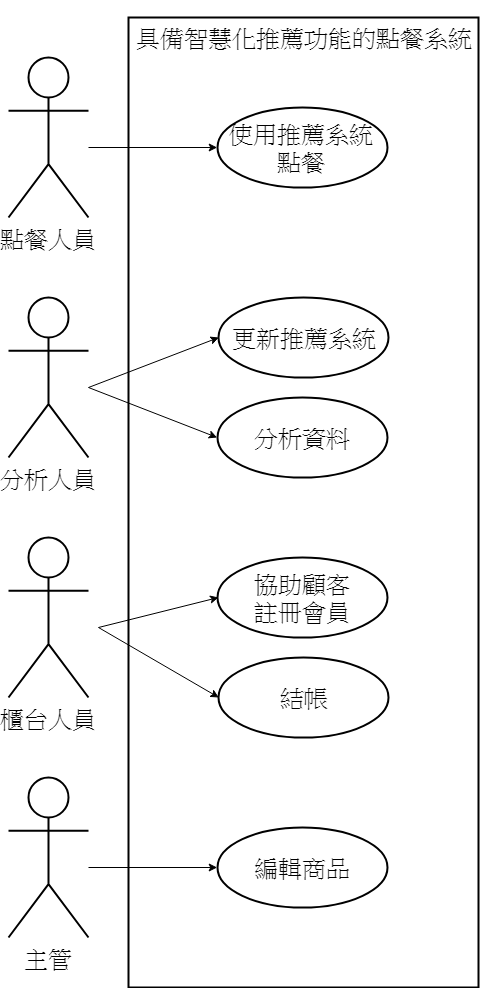 具備智慧化推薦功能的點餐系統
使用推薦系統
點餐
點餐人員
更新推薦系統
分析資料
分析人員
協助顧客
註冊會員
結帳
櫃台人員
編輯商品
主管